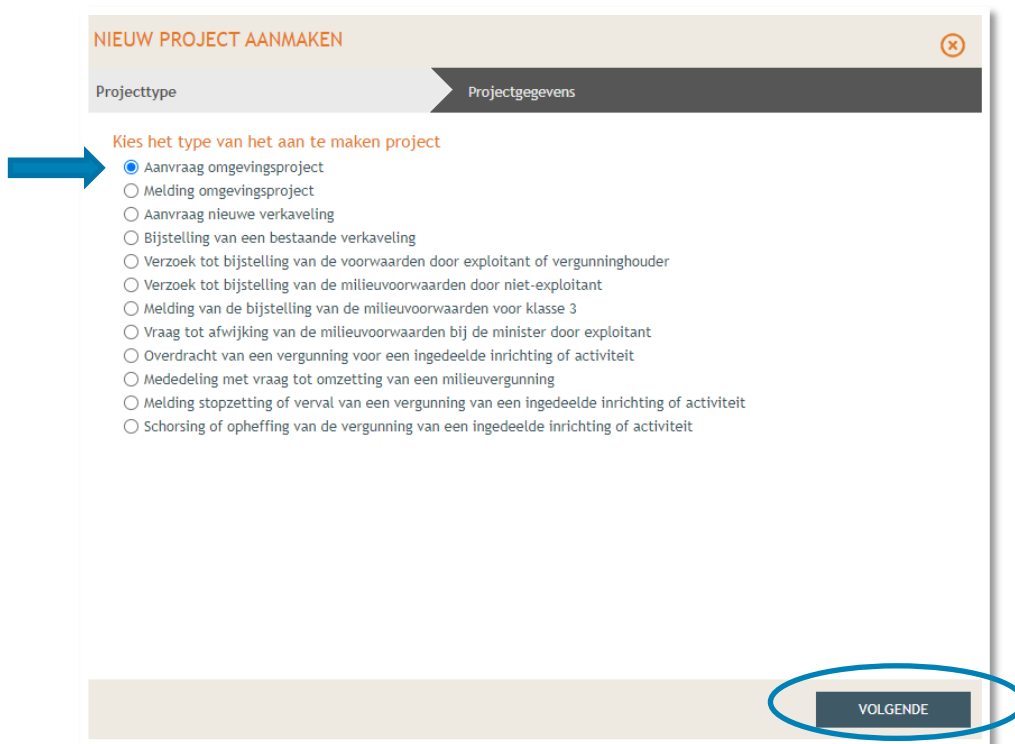 NIEUW PROJECT AANMAKEN
Projecttype
Projectgegevens
Kies het type van het aan te maken project
Aanvraag omgevingsproject
Melding omgevingsproject
Aanvraag nieuwe verkaveling
Bijstelling van een bestaande verkaveling
Verzoek tot bijstelling van de voorwaarden door exploitant of vergunninghouder
Verzoek tot bijstelling van de milieuvoorwaarden door niet-exploitant
Melding van de bijstelling van de milieuvoorwaarden voor klasse 3
Vraag tot afwijking van de milieuvoorwaarden bij de minister door exploitant
Overdracht van een vergunning voor een ingedeelde inrichting of activiteit
Mededeling met vraag tot omzetting van een milieuvergunning
Melding stopzetting of verval van een vergunning van een ingedeelde inrichting of activiteit
Schorsing of opheffing van de vergunning van een ingedeelde inrichting of activiteit
VOLGENDE